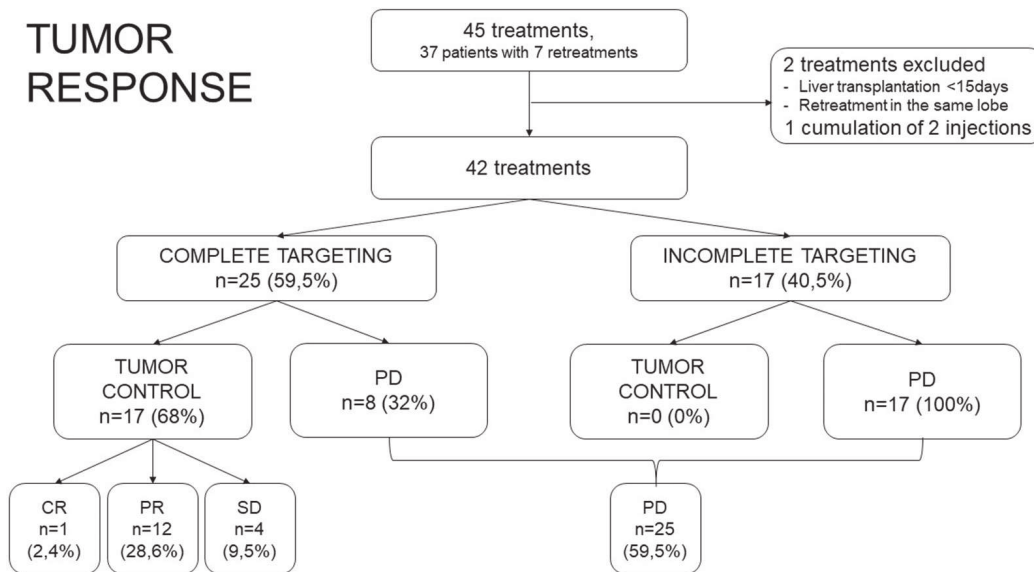 TUMOR
RESPONSE
45 treatments,
37 patients with 7 retreatments
2 treatments excluded
- Liver transplantation <15days
- Retreatment in the same lobe
1 cumulation of 2 injections
42 treatments
COMPLETE TARGETING
n=25 (59,5%)
INCOMPLETE TARGETING
n=17 (40,5%)
TUMOR
CONTROL
n=17 (68%)
PD
n=8 (32%)
TUMOR
CONTROL
n=0 (0%)
PD
n=17 (100%)
CR
n=1
(2,4%)
PR
n=12
(28,6%)
SD
n=4
(9,5%)
PD
n=25
(59,5%)